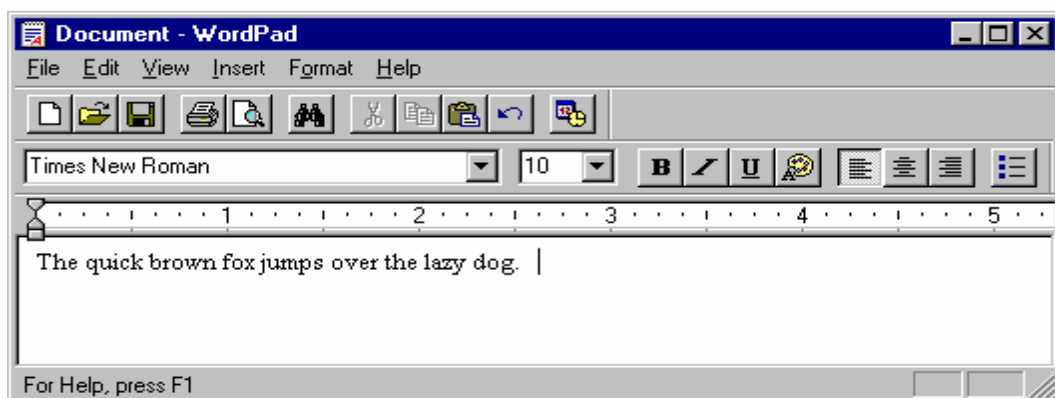 Document - WordPad
File Edit View Insert Format Help
12
Times New Roman 10 B I U A
1 2 3 4 5
The quick brown fox jumps over the lazy dog.
For Help, press F1